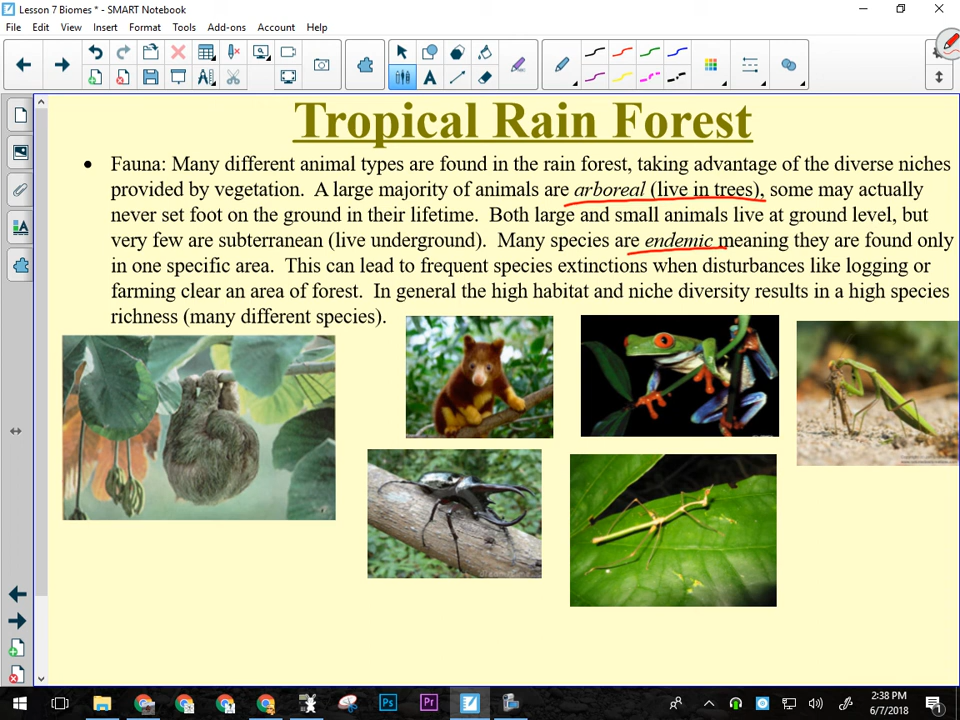 Lesson 7 Biomes * - SMART Notebook
File Edit View Insert Format Tools Add-ons Account Help
Tropical Rain Forest
• Fauna: Many different animal types are found in the rain forest, taking advantage of the diverse niches
provided by vegetation. A large majority of animals are arboreal (live in trees), some may actually
never set foot on the ground in their lifetime. Both large and small animals live at ground level, but
very few are subterranean (live underground). Many species are endemic meaning they are found only
in one specific area. This can lead to frequent species extinctions when disturbances like logging or
farming clear an area of forest. In general the high habitat and niche diversity results in a high species
richness (many different species).
Ps Pr
2:38 PM
6/7/2018